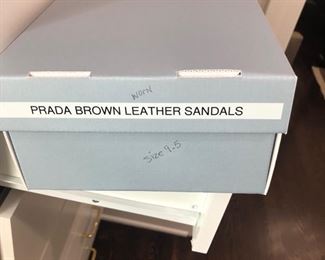 WORN
PRADA BROWN LEATHER SANDALS
Size 9.5